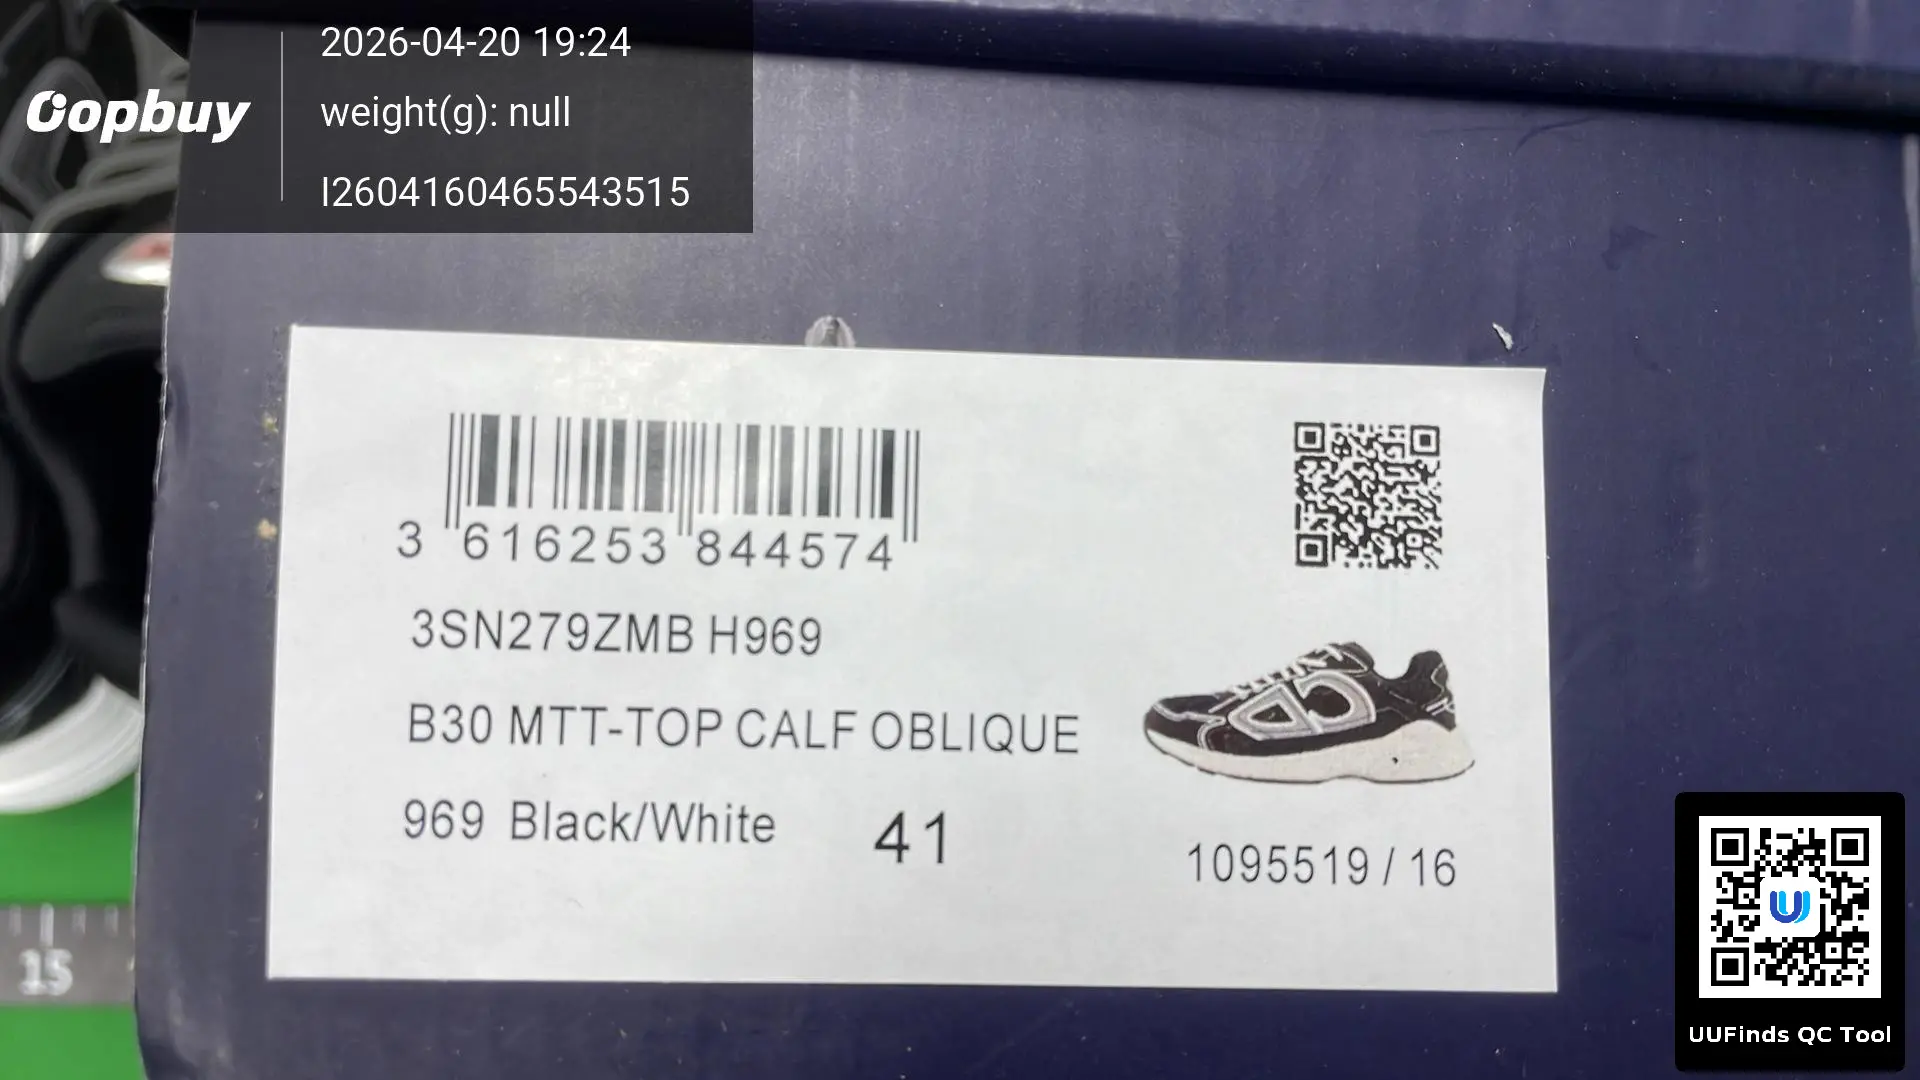 2026-04-20 19:24
Oopbuy
weight(g): null
I2604160465543515
3 616253 844574
3SN279ZMB H969
B30 MTT-TOP CALF OBLIQUE
969 Black/White 41
1095519 / 16
15
UUFinds QC Tool